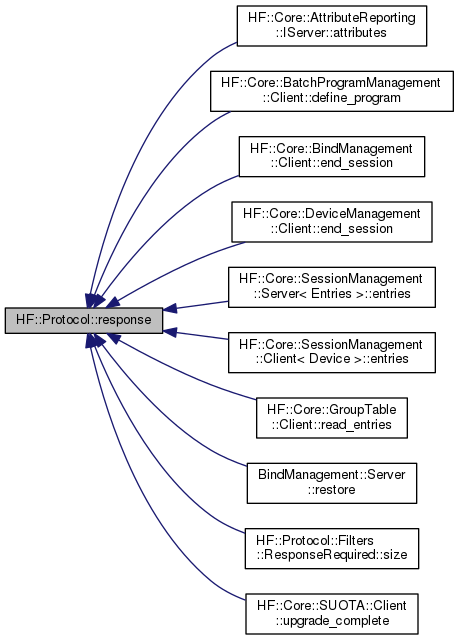 HF::Core::AttributeReporting
::IServer::attributes
HF::Core::BatchProgramManagement
::Client::define_program
HF::Core::BindManagement
::Client::end_session
HF::Core::DeviceManagement
::Client::end_session
HF::Core::SessionManagement
::Server< Entries >::entries
HF::Protocol::response
HF::Core::SessionManagement
::Client< Device >::entries
HF::Core::GroupTable
::Client::read_entries
BindManagement::Server
::restore
HF::Protocol::Filters
::ResponseRequired::size
HF::Core::SUOTA::Client
::upgrade_complete